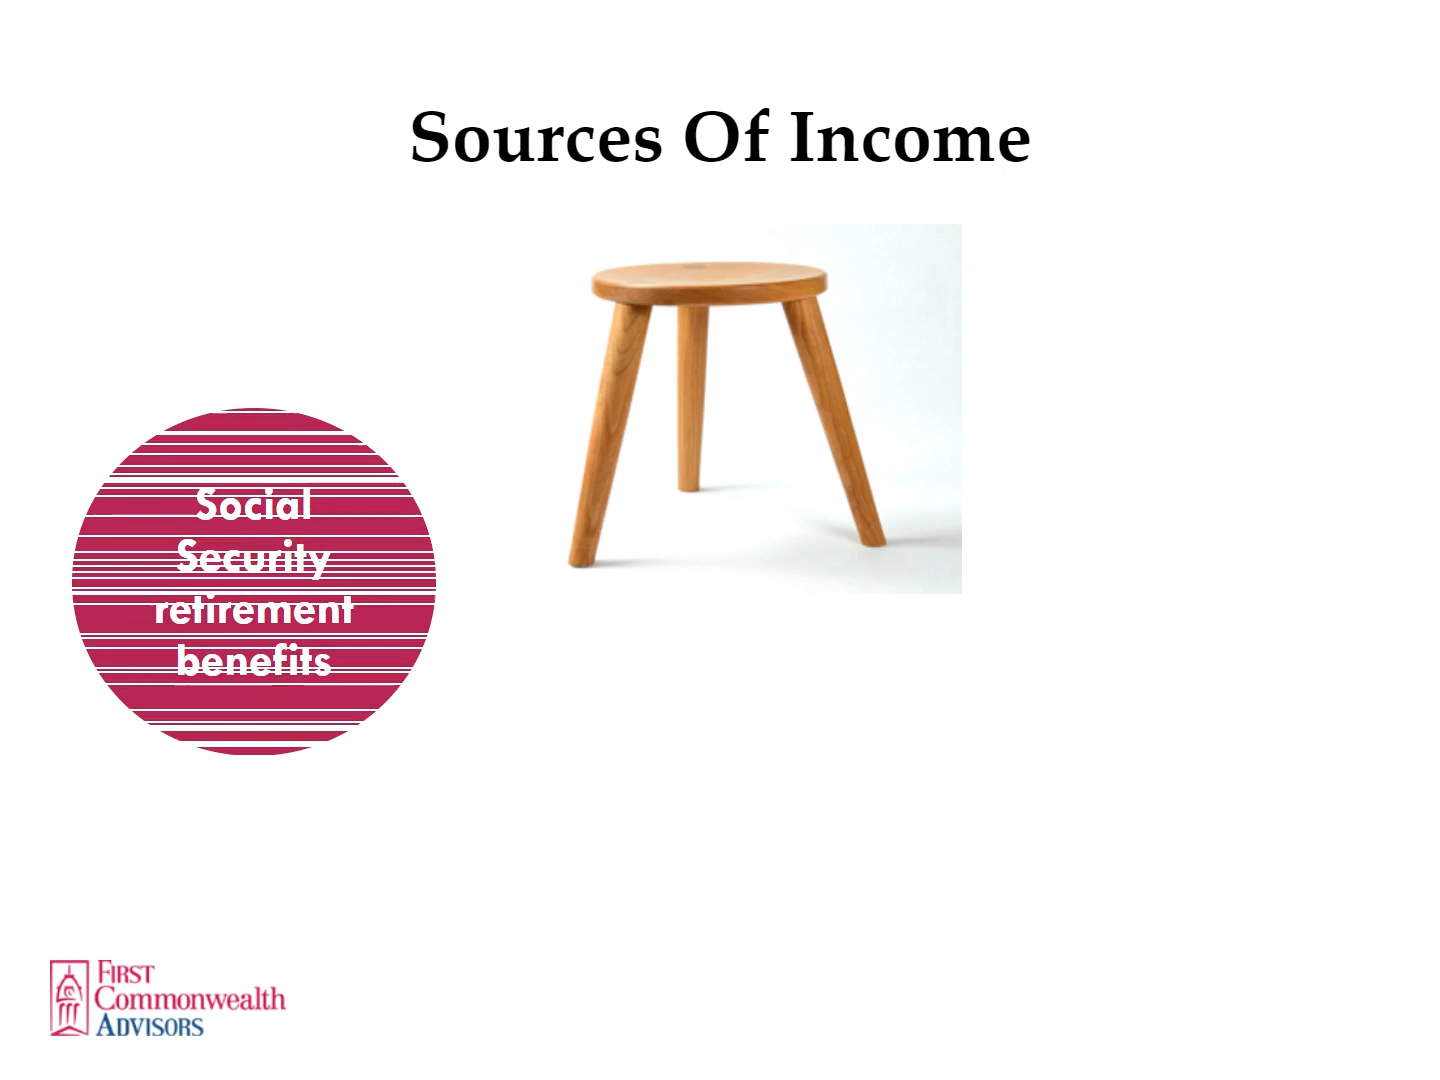 Sources Of Income
Social
Security
retirement
benefits
First
Commonwealth
Advisors